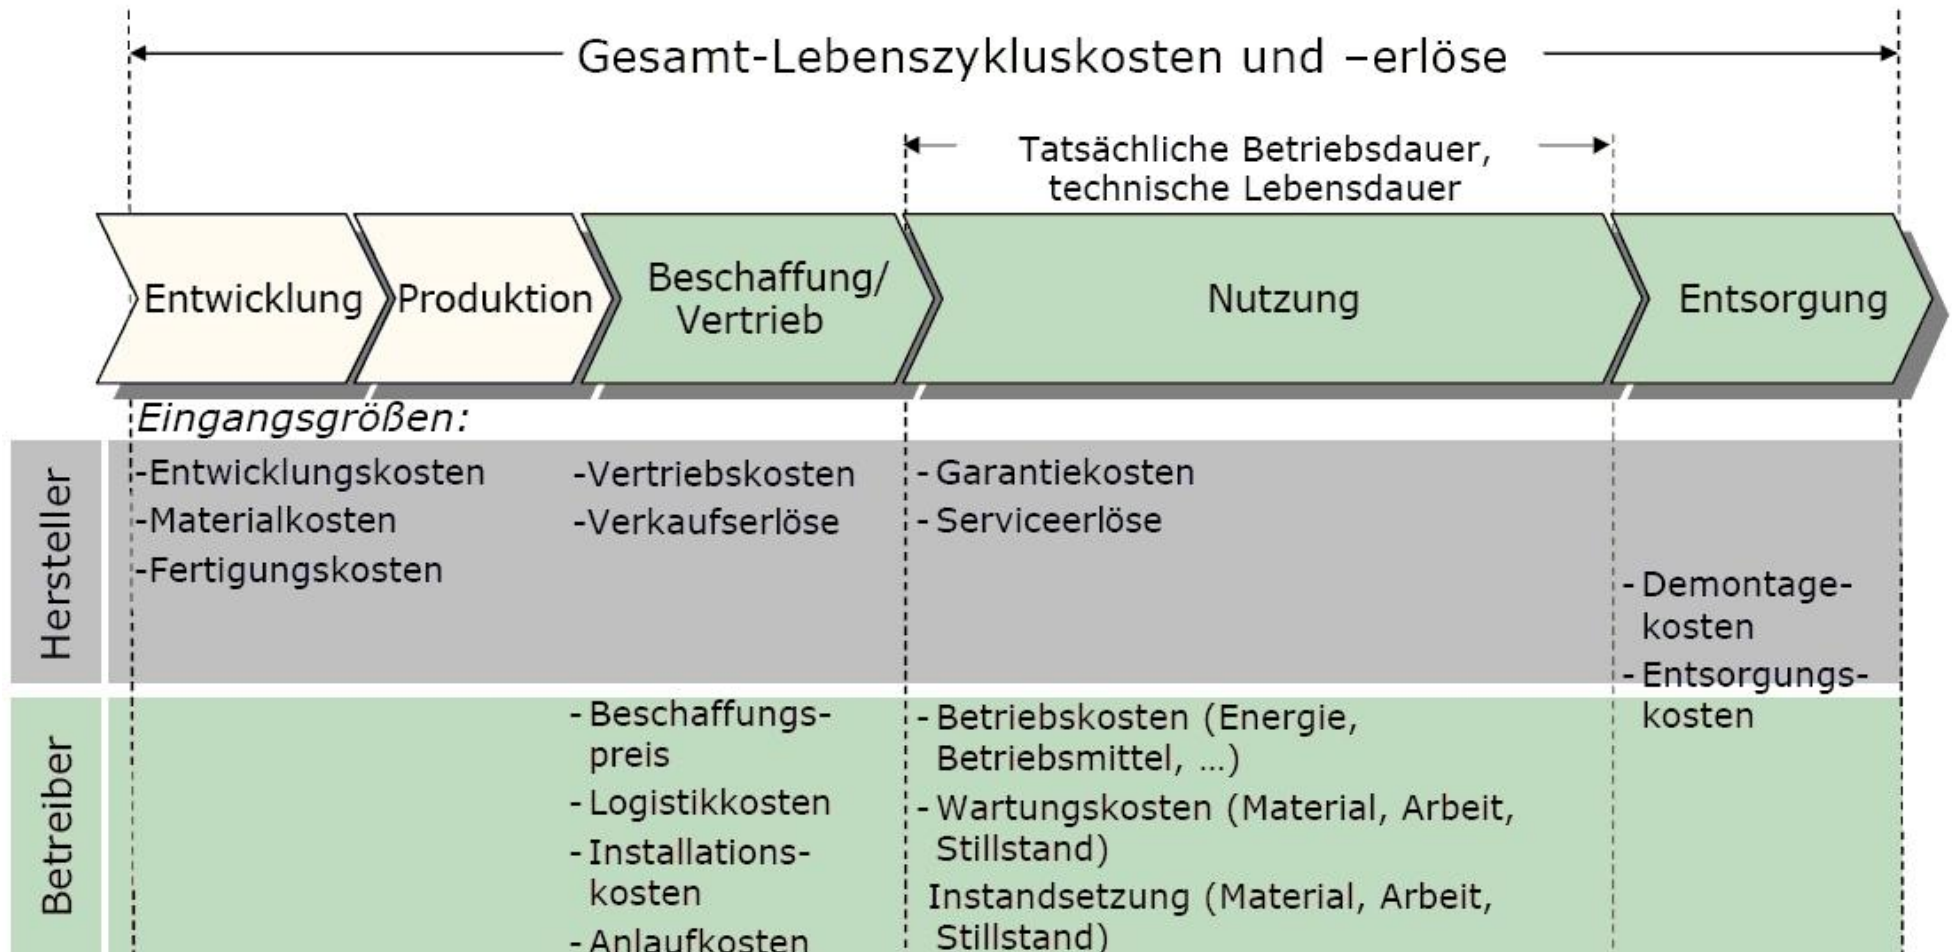 Gesamt-Lebenszykluskosten und –erlöse
Tatsächliche Betriebsdauer,
technische Lebensdauer
Entwicklung
Produktion
Beschaffung/
Vertrieb
Nutzung
Entsorgung
Eingangsgrößen:
Hersteller
-Entwicklungskosten
-Materialkosten
-Fertigungskosten
-Vertriebskosten
-Verkaufserlöse
- Garantiekosten
- Serviceerlöse
- Demontage-
kosten
- Entsorgungs-
kosten
Betreiber
- Beschaffungs-
preis
- Logistikkosten
- Installations-
kosten
- Anlaufkosten
- Betriebskosten (Energie,
Betriebsmittel, …)
- Wartungskosten (Material, Arbeit,
Stillstand)
Instandsetzung (Material, Arbeit,
Stillstand)